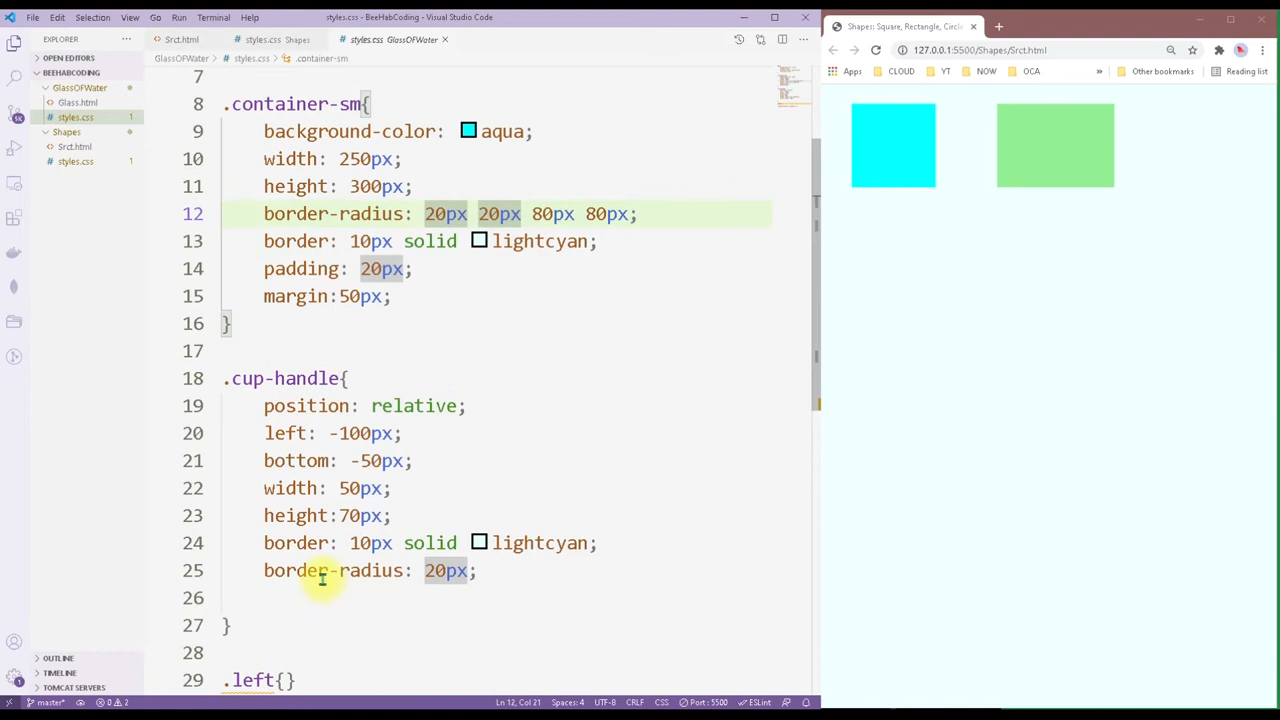 File Edit Selection View Go Run Terminal Help
styles.css - BeeHabCoding - Visual Studio Code
EXPLORER
OPEN EDITORS
BEEHABCODING
GlassOFWater
Glass.html
styles.css 1
Shapes
Srct.html
styles.css 1
OUTLINE
TIMELINE
TOMCAT SERVERS
Srct.html
styles.css Shapes
styles.css GlassOFWater
GlassOFWater > styles.css > .container-sm
7
8 .container-sm{
9 background-color: aqua;
10 width: 250px;
11 height: 300px;
12 border-radius: 20px 20px 80px 80px;
13 border: 10px solid lightcyan;
14 padding: 20px;
15 margin:50px;
16 }
17
18 .cup-handle{
19 position: relative;
20 left: -100px;
21 bottom: -50px;
22 width: 50px;
23 height:70px;
24 border: 10px solid lightcyan;
25 border-radius: 20px;
26
27 }
28
29 .left{}
master* 0 2
Ln 12, Col 21 Spaces: 4 UTF-8 CRLF CSS Port : 5500 ESLint
Shapes: Square, Rectangle, Circle
127.0.0.1:5500/Shapes/Srct.html
Apps CLOUD YT NOW OCA » Other bookmarks Reading list